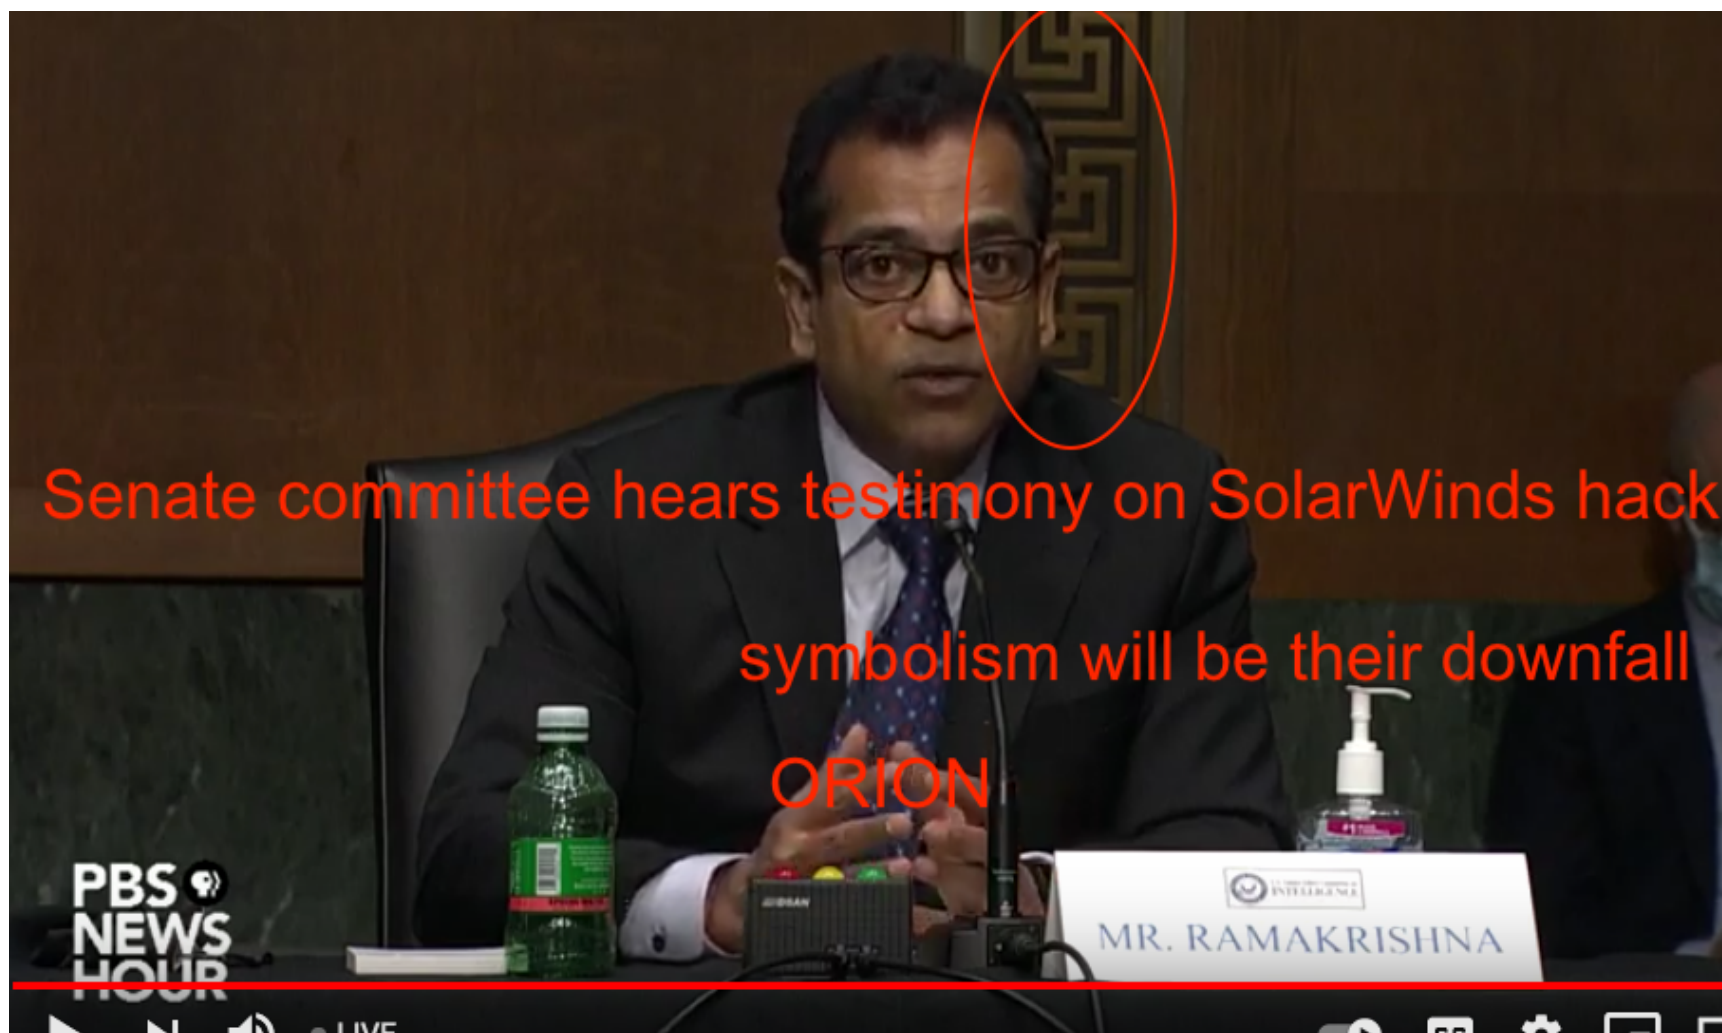 Senate committee hears testimony on SolarWinds hack
symbolism will be their downfall
ORION
PBS
NEWS
HOUR
INTELLIGENCE
MR. RAMAKRISHNA
LIVE